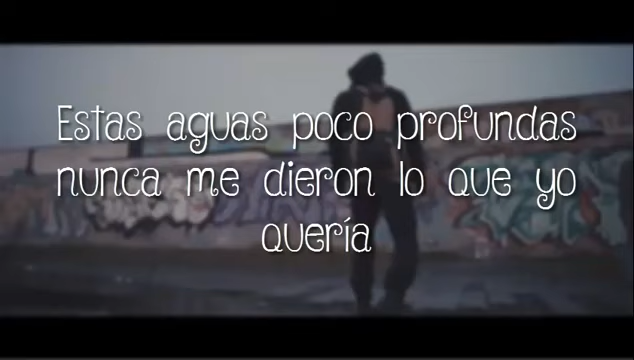 Estas aguas poco profundas
nunca me dieron lo que yo
quería